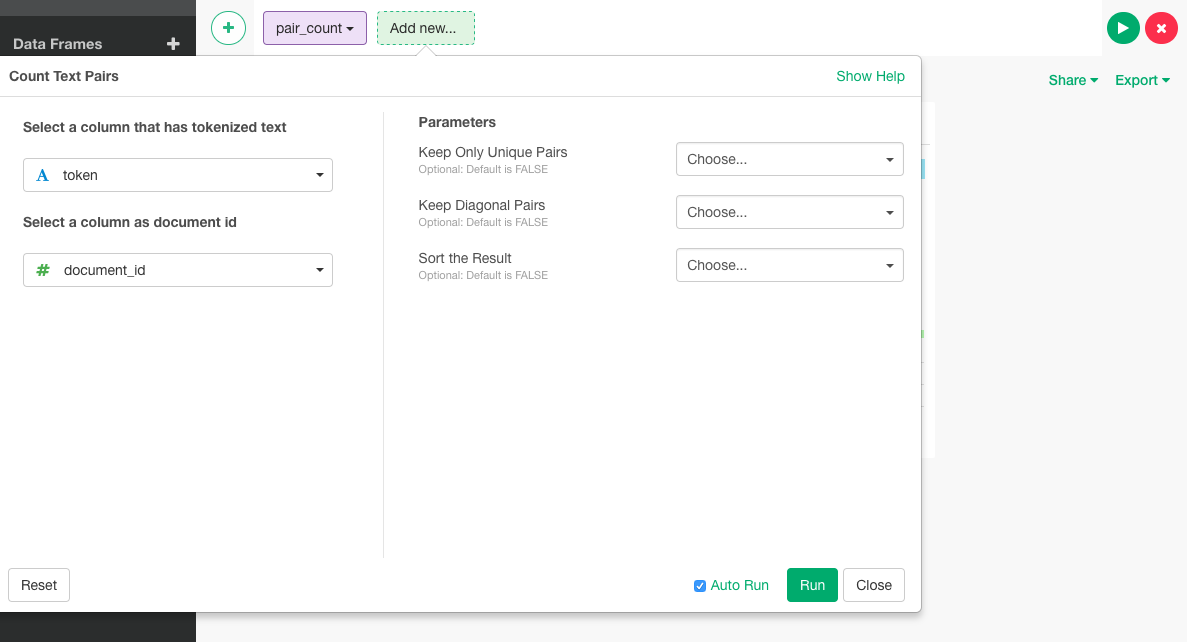 Data Frames
pair_count
Add new...
Count Text Pairs
Show Help
Share
Export
Select a column that has tokenized text
token
Select a column as document id
document_id
Parameters
Keep Only Unique Pairs
Optional: Default is FALSE
Choose...
Keep Diagonal Pairs
Optional: Default is FALSE
Choose...
Sort the Result
Optional: Default is FALSE
Choose...
Reset
Auto Run
Run
Close